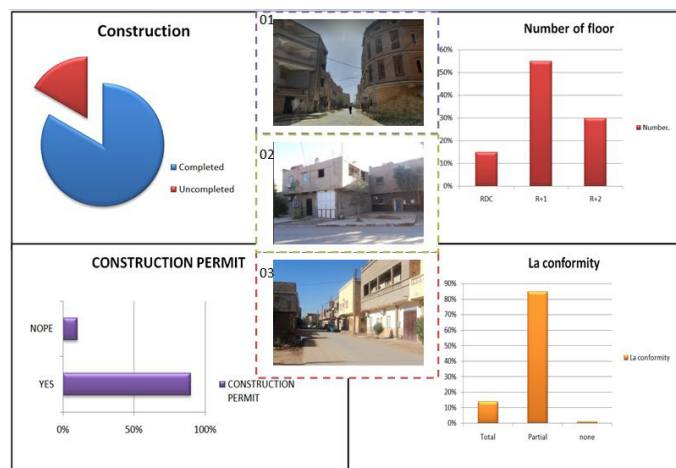 Construction
Completed
Uncompleted
01
02
03
Number of floor
60%
50%
40%
30%
20%
10%
0%
RDC
R+1
R+2
Number.
CONSTRUCTION PERMIT
NOPE
YES
0%
50%
100%
CONSTRUCTION
PERMIT
La conformity
90%
80%
70%
60%
50%
40%
30%
20%
10%
0%
Total
Partial
none
La conformity